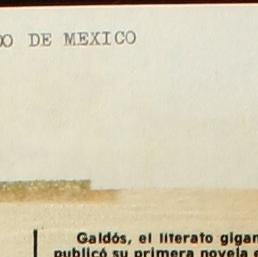 DO DE MEXICO
Galdós, el literato gigan
publicó su primera novela e